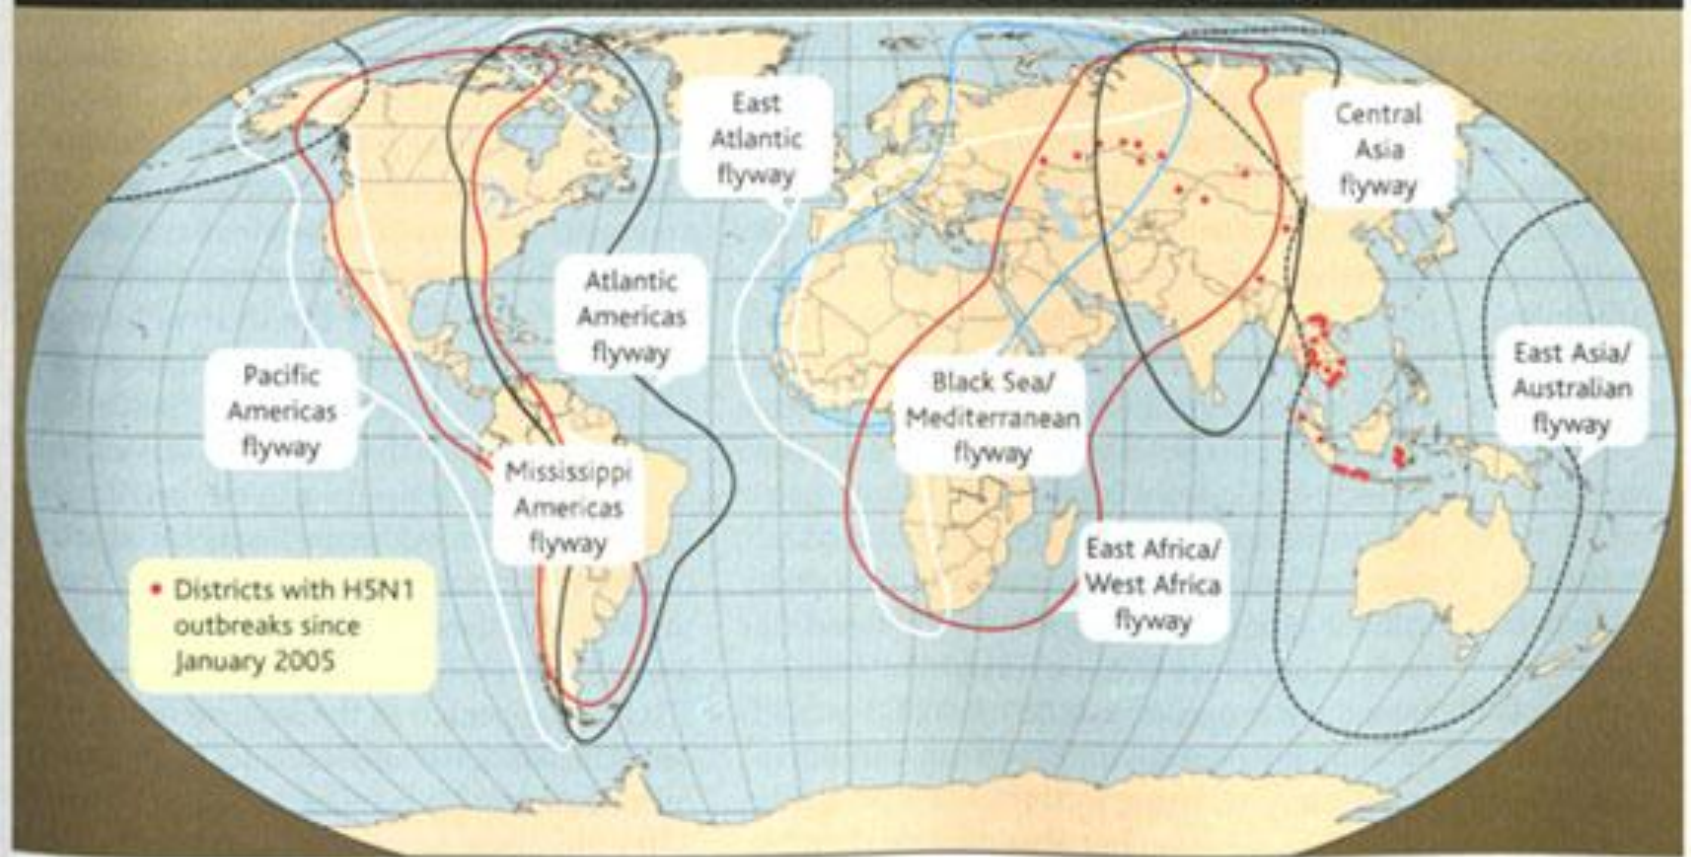 East
Atlantic
flyway
Central
Asia
flyway
Atlantic
Americas
flyway
Pacific
Americas
flyway
Black Sea/
Mediterranean
flyway
East Asia/
Australian
flyway
Mississippi
Americas
flyway
East Africa/
West Africa
flyway
• Districts with H5N1
outbreaks since
January 2005